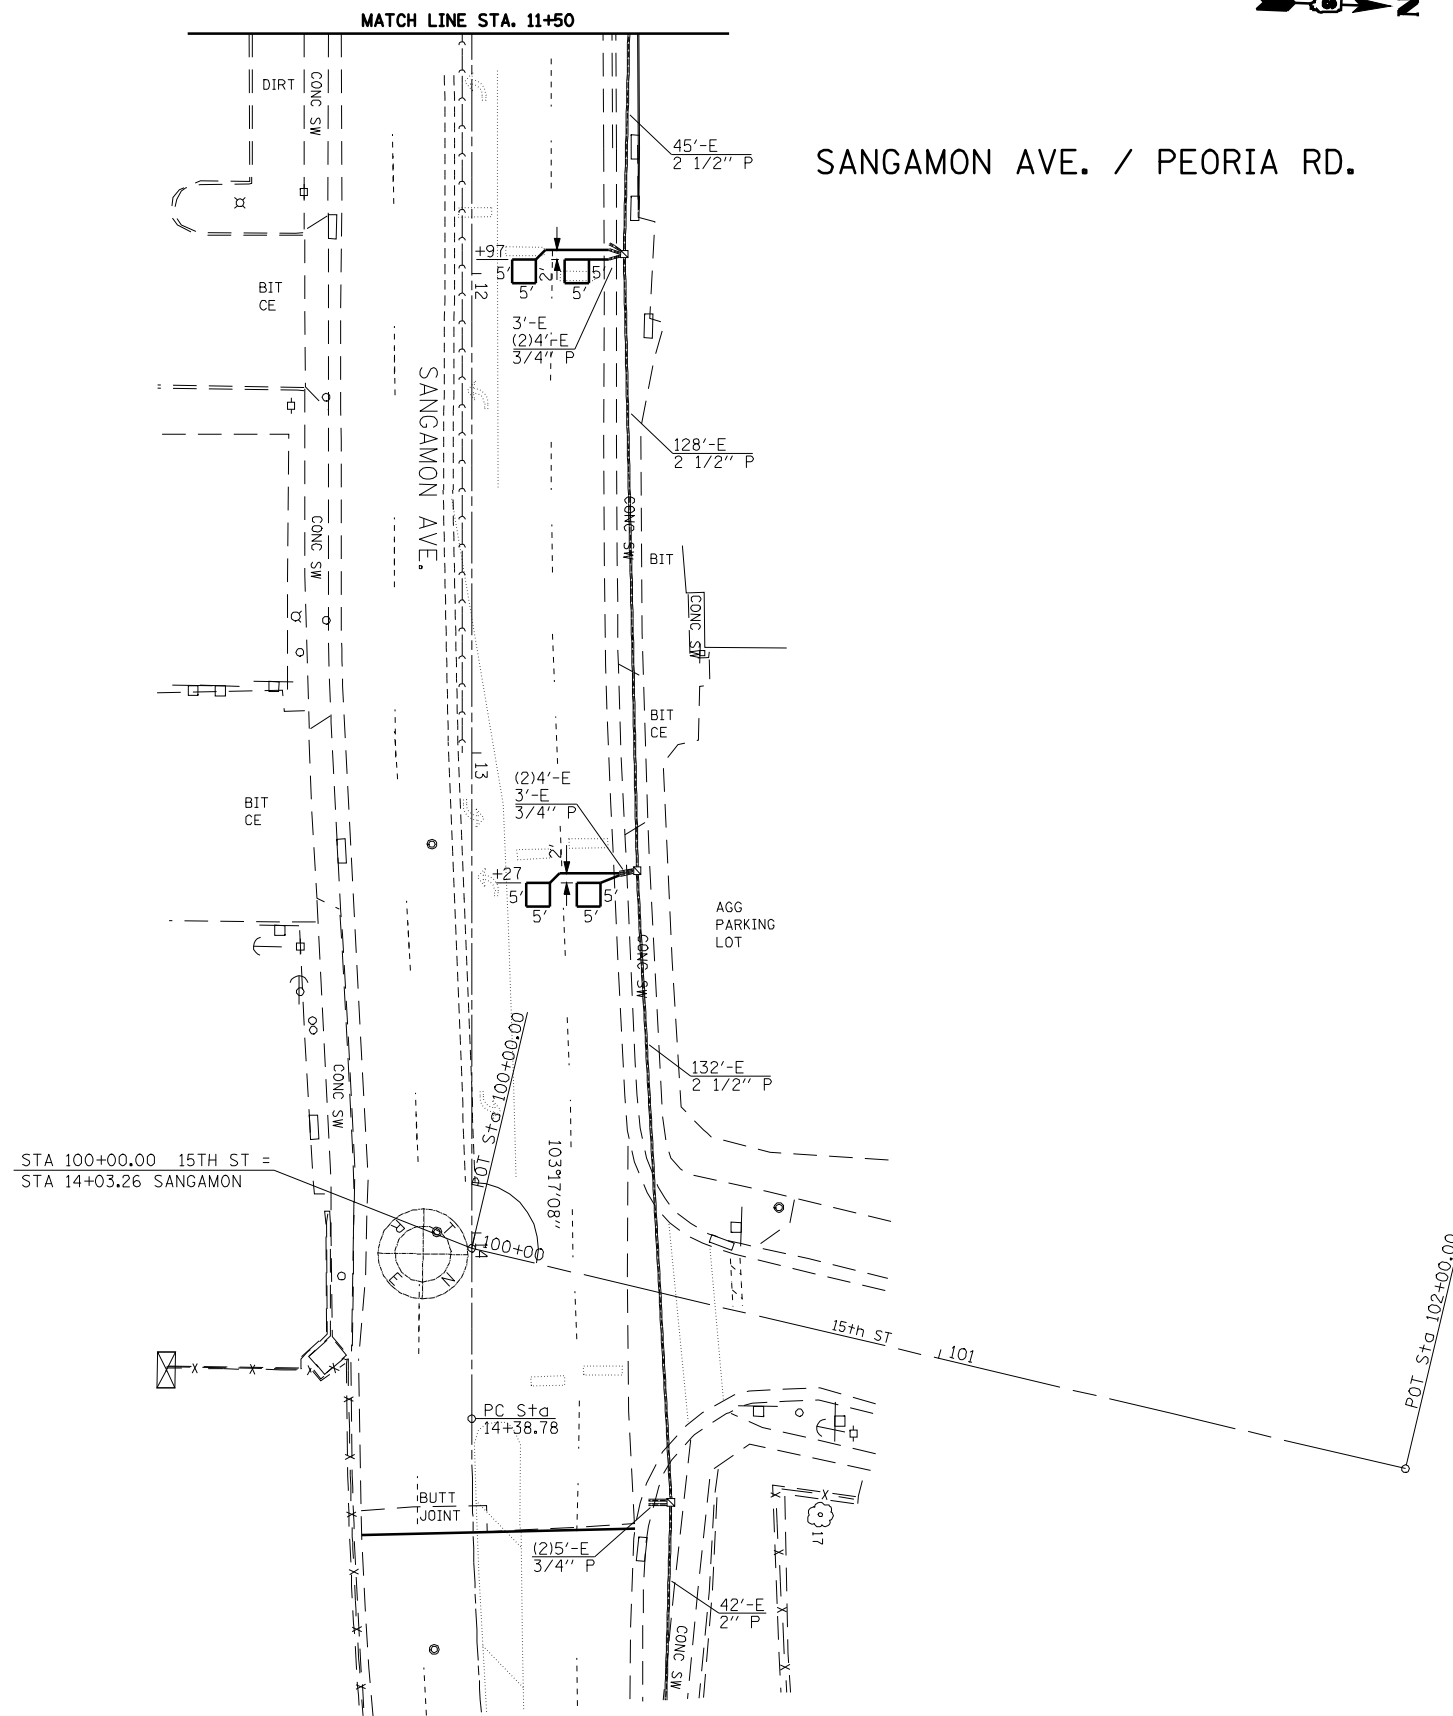 MATCH LINE STA. 11+50
N
DIRT
CONC SW
45'-E
2 1/2" P
SANGAMON AVE. / PEORIA RD.
+97
5'
5'
2'
5'
5'
12
BIT
CE
3'-E
(2)4'-E
3/4" P
SANGAMON AVE.
128'-E
2 1/2" P
CONC SW
CONC SW
BIT
CONC SW
BIT
CE
13
(2)4'-E
3'-E
3/4" P
BIT
CE
2'
+27
5'
5'
5'
5'
AGG
PARKING
LOT
CONC SW
POT Sta 100+00.00
132'-E
2 1/2" P
CONC SW
103°17'08"
STA 100+00.00 15TH ST =
STA 14+03.26 SANGAMON
RTNE
14
100+00
15th ST
101
POT Sta 102+00.00
PC Sta
14+38.78
BUTT
JOINT
17
(2)5'-E
3/4" P
42'-E
2" P
CONC SW